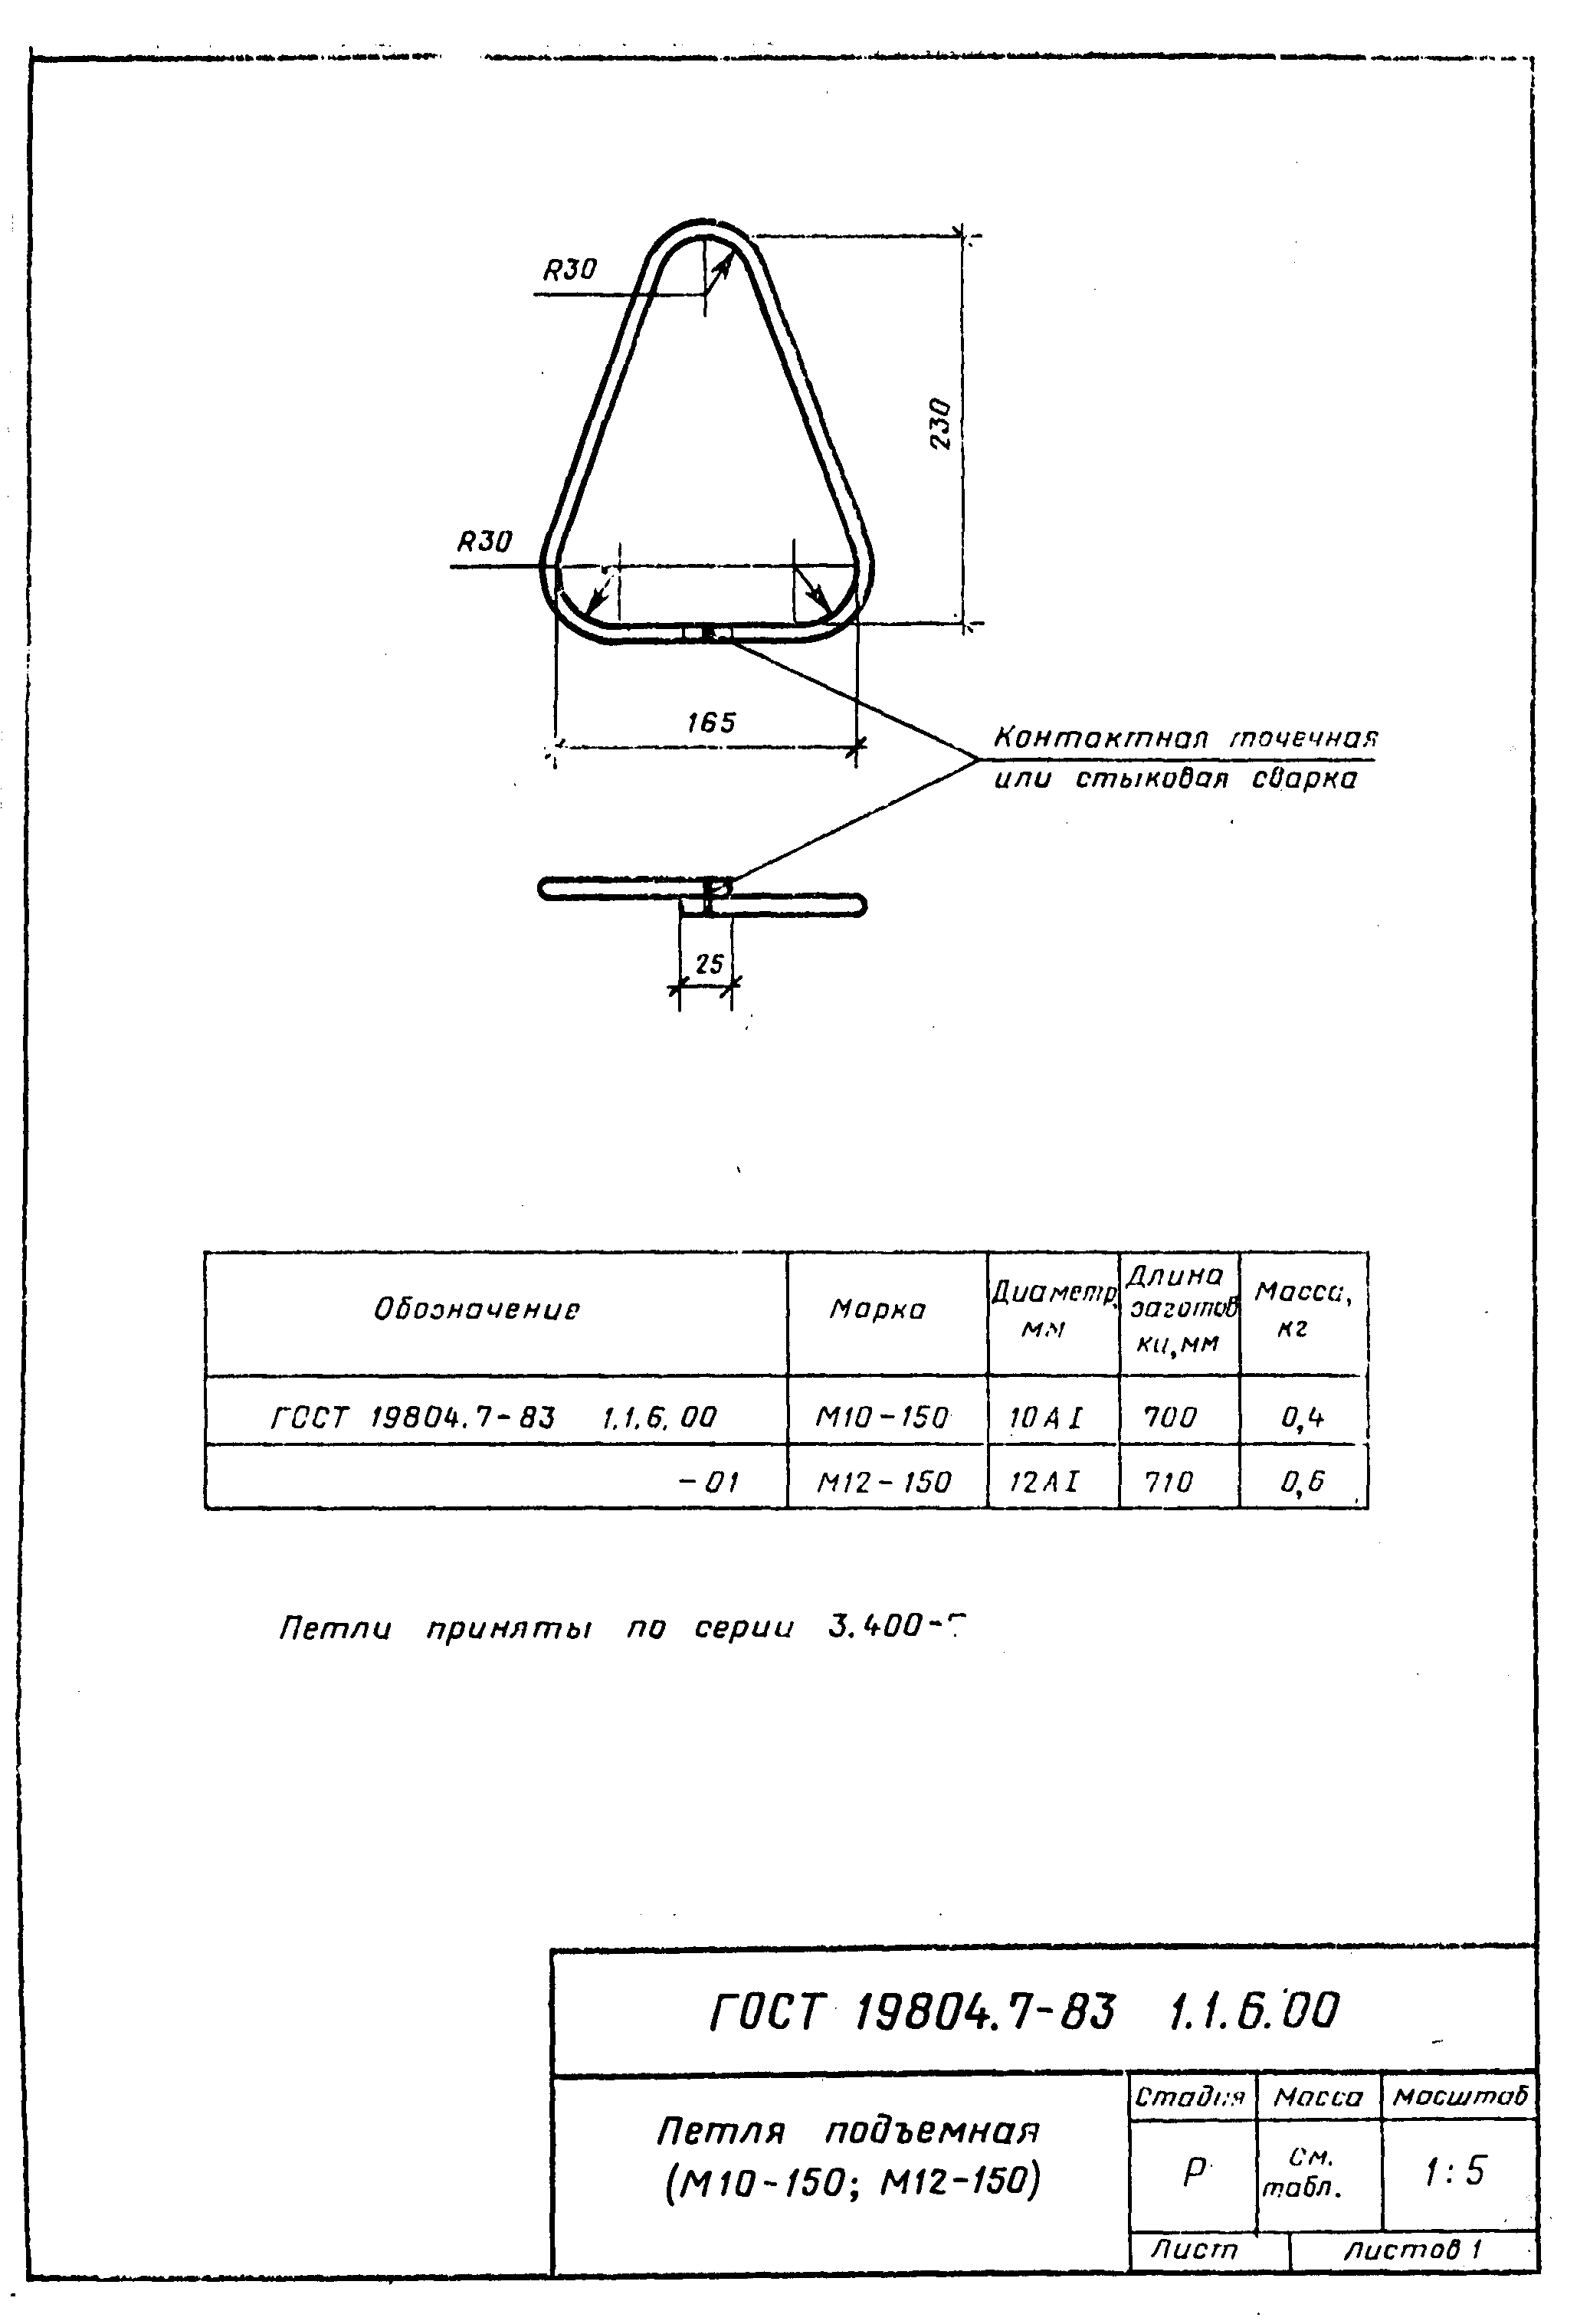 R30
230
R30
165
Контактная точечная
или стыковая сварка
25
Обозначение
Марка
Диаметр,
мм
Длина
заготов
ки, мм
Масса,
кг
ГОСТ 19804.7-83 1.1.6.00
М10-150
10АI
700
0,4
-01
М12-150
12АI
710
0,6
Петли приняты по серии
ГОСТ 19804.7-83 1.1.6.00
Петля подъемная
(М10-150; М12-150)
Стадия
Масса
Масштаб
Р
См.
табл.
1:5
Лист
Листов 1